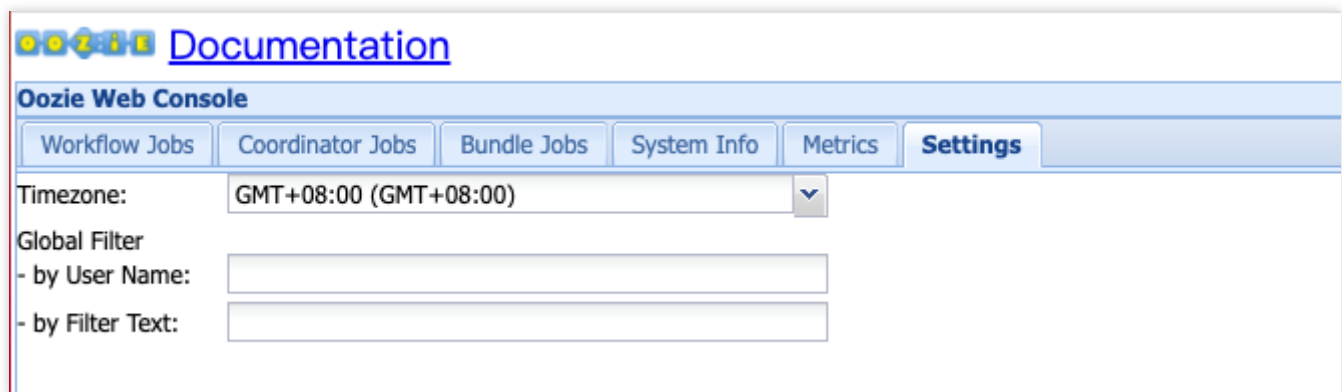 OOZIE Documentation
Oozie Web Console
Workflow Jobs Coordinator Jobs Bundle Jobs System Info Metrics Settings
Timezone: GMT+08:00 (GMT+08:00)
Global Filter
- by User Name:
- by Filter Text: